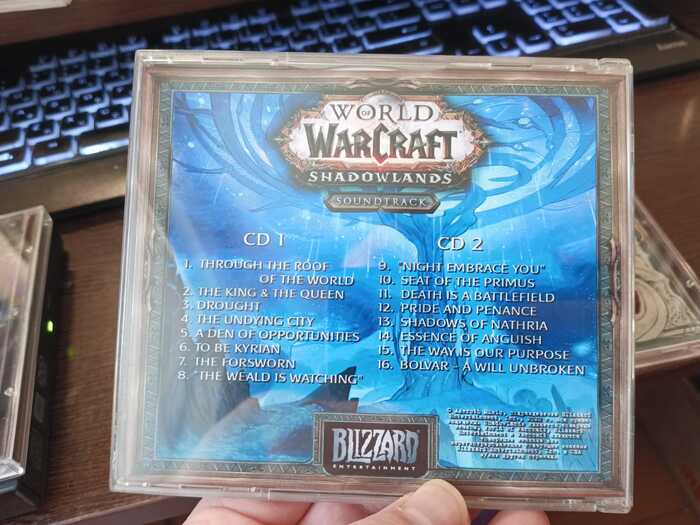 WORLD
OF
WARCRAFT
SHADOWLANDS
SOUNDTRACK
CD 1
1. THROUGH THE ROOF
OF THE WORLD
2. THE KING & THE QUEEN
3. DROUGHT
4. THE UNDYING CITY
5. A DEN OF OPPORTUNITIES
6. TO BE KYRIAN
7. THE FORSWORN
8. "THE WEALD IS WATCHING"
CD 2
9. "NIGHT EMBRACE YOU"
10. SEAT OF THE PRIMUS
11. DEATH IS A BATTLEFIELD
12. PRIDE AND PENANCE
13. SHADOWS OF NATHRIA
14. ESSENCE OF ANGUISH
15. THE WAY IS OUR PURPOSE
16. BOLVAR - A WILL UNBROKEN
BLIZZARD
ENTERTAINMENT